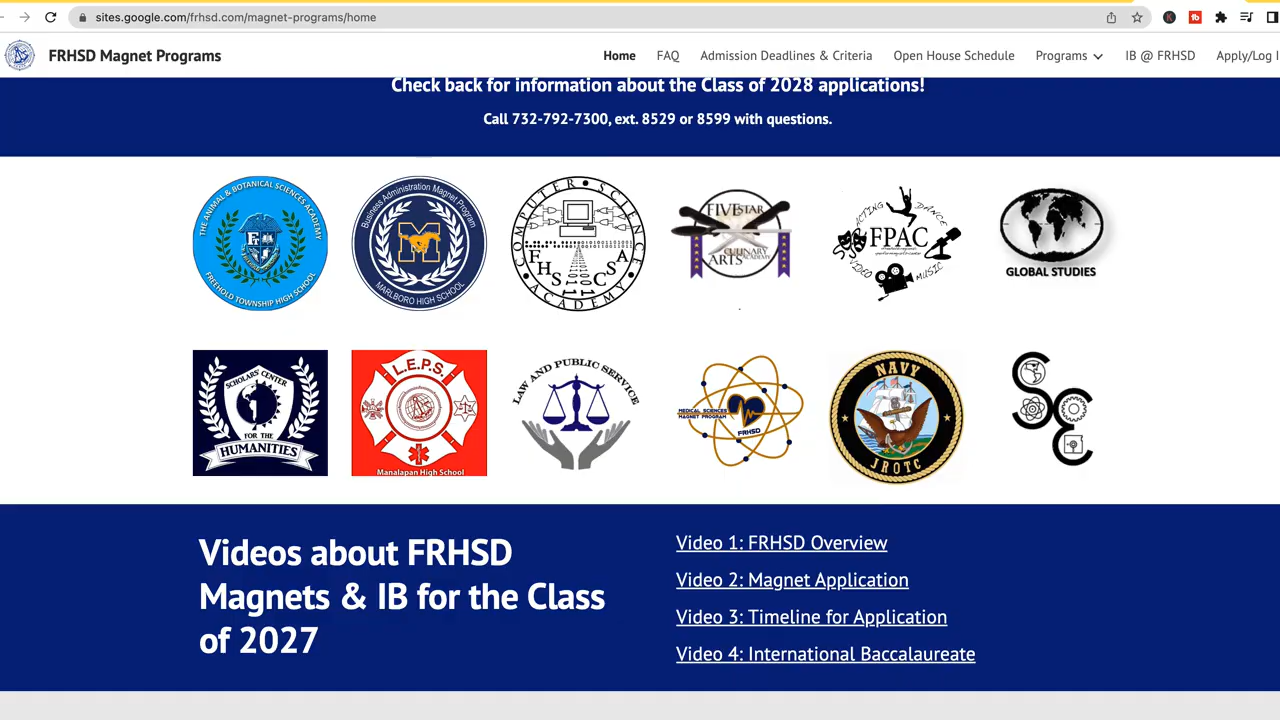 sites.google.com/frhsd.com/magnet-programs/home
FRHSD Magnet Programs
Home FAQ Admission Deadlines & Criteria Open House Schedule Programs IB @ FRHSD Apply/Log I
Check back for information about the Class of 2028 applications!
Call 732-792-7300, ext. 8529 or 8599 with questions.
THE ANIMAL & BOTANICAL SCIENCES ACADEMY
FREEHOLD TOWNSHIP HIGH SCHOOL
Business Administration Magnet Program
M
MARLBORO HIGH SCHOOL
COMPUTER SCIENCE
FHS CSA
ACADEMY
FIVE STAR
CULINARY
ARTS ACADEMY
ACTING DANCE
FPAC
VIDEO MUSIC
GLOBAL STUDIES
SCHOLARS' CENTER
FOR THE
HUMANITIES
L.E.P.S.
Manalapan High School
LAW AND PUBLIC SERVICE
MEDICAL SCIENCES
MAGNET PROGRAM
FRHSD
NAVY
JROTC
Videos about FRHSD
Magnets & IB for the Class
of 2027
Video 1: FRHSD Overview
Video 2: Magnet Application
Video 3: Timeline for Application
Video 4: International Baccalaureate